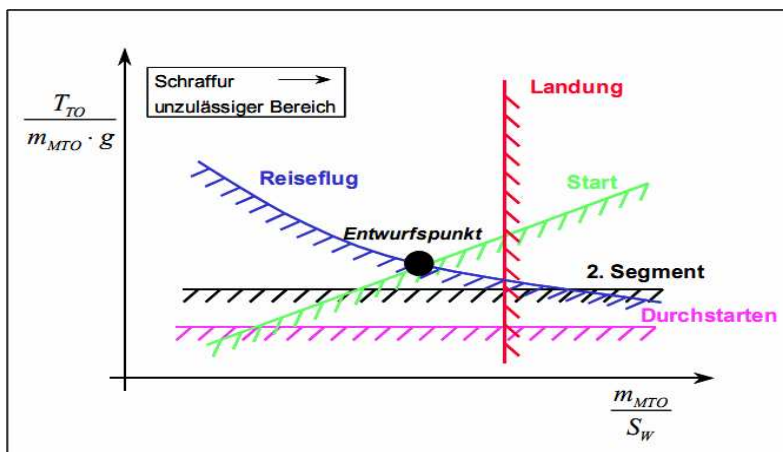 Schraffur
unzulässiger Bereich
T_TO
m_MTO · g
Landung
Reiseflug
Start
Entwurfspunkt
2. Segment
Durchstarten
m_MTO
S_W